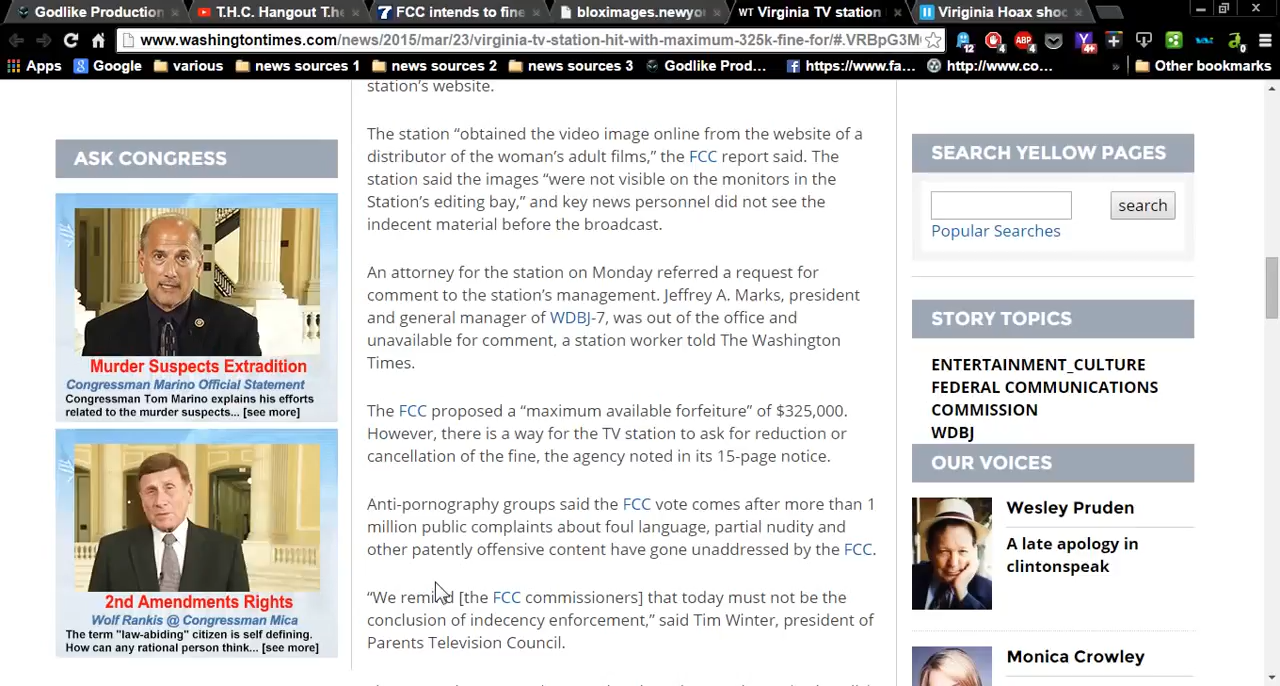 Godlike Production
T.H.C. Hangout T.h
FCC intends to fine
bloximages.newyo
WT Virginia TV station
Viriginia Hoax shoo
www.washingtontimes.com/news/2015/mar/23/virginia-tv-station-hit-with-maximum-325k-fine-for/#.VRBpG3M
Apps
Google
various
news sources 1
news sources 2
news sources 3
Godlike Prod...
https://www.fa...
http://www.co...
»
Other bookmarks
station's website.
The station “obtained the video image online from the website of a
distributor of the woman's adult films,” the FCC report said. The
station said the images “were not visible on the monitors in the
Station's editing bay,” and key news personnel did not see the
indecent material before the broadcast.
An attorney for the station on Monday referred a request for
comment to the station's management. Jeffrey A. Marks, president
and general manager of WDBJ-7, was out of the office and
unavailable for comment, a station worker told The Washington
Times.
The FCC proposed a “maximum available forfeiture” of $325,000.
However, there is a way for the TV station to ask for reduction or
cancellation of the fine, the agency noted in its 15-page notice.
Anti-pornography groups said the FCC vote comes after more than 1
million public complaints about foul language, partial nudity and
other patently offensive content have gone unaddressed by the FCC.
“We remind [the FCC commissioners] that today must not be the
conclusion of indecency enforcement,” said Tim Winter, president of
Parents Television Council.
ASK CONGRESS
Murder Suspects Extradition
Congressman Marino Official Statement
Congressman Tom Marino explains his efforts
related to the murder suspects... [see more]
2nd Amendments Rights
Wolf Rankis @ Congressman Mica
The term "law-abiding" citizen is self defining.
How can any rational person think... [see more]
SEARCH YELLOW PAGES
search
Popular Searches
STORY TOPICS
ENTERTAINMENT_CULTURE
FEDERAL COMMUNICATIONS
COMMISSION
WDBJ
OUR VOICES
Wesley Pruden
A late apology in
clintonspeak
Monica Crowley